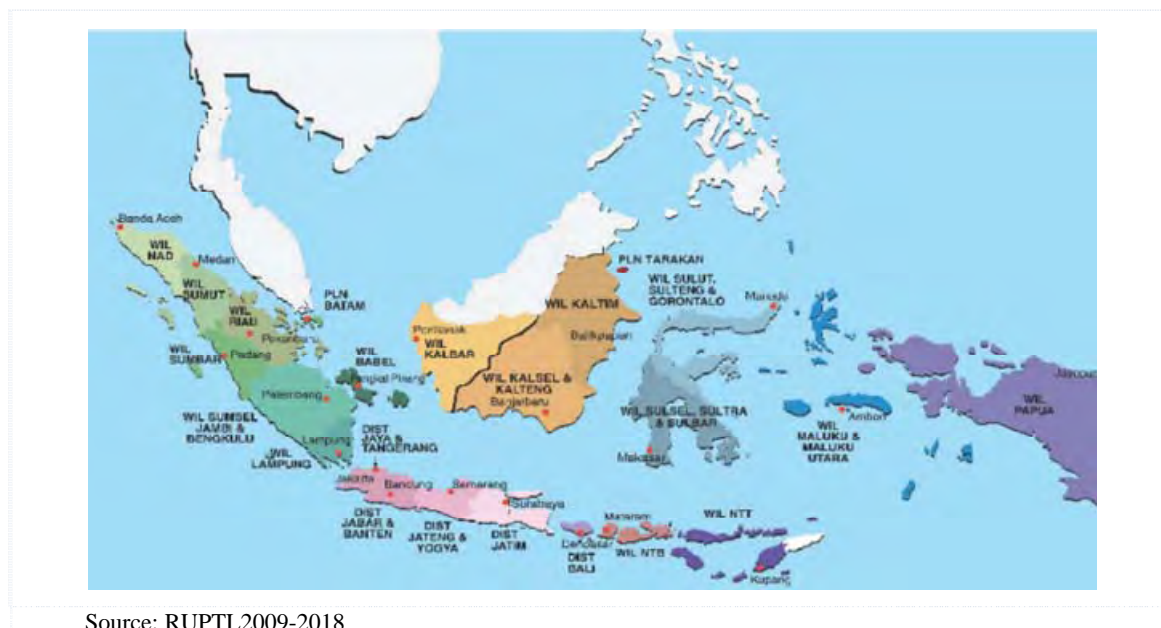 Banda Aceh
WIL
NAD
Medan
WIL
SUMUT
PLN
BATAM
WIL
RIAU
Pekanbaru
WIL
SUMBAR
Padang
WIL
BABEL
Pangkal Pinang
Palembang
WIL SUMSEL
JAMBI &
BENGKULU
Lampung
WIL
LAMPUNG
DIST
JAYA &
TANGERANG
Jakarta
Bandung
Semarang
Surabaya
DIST
JABAR &
BANTEN
DIST
JATENG &
YOGYA
DIST
JATIM
Denpasar
DIST
BALI
Mataram
WIL NTB
WIL NTT
Kupang
Pontianak
WIL
KALBAR
WIL KALTIM
Balikpapan
WIL KALSEL &
KALTENG
Banjarbaru
PLN TARAKAN
WIL SULUT,
SULTENG &
GORONTALO
Manado
WIL SULSEL, SULTRA
& SULBAR
Makasar
Ambon
WIL
MALUKU &
MALUKU
UTARA
WIL
PAPUA
Source: RUPTL2009-2018